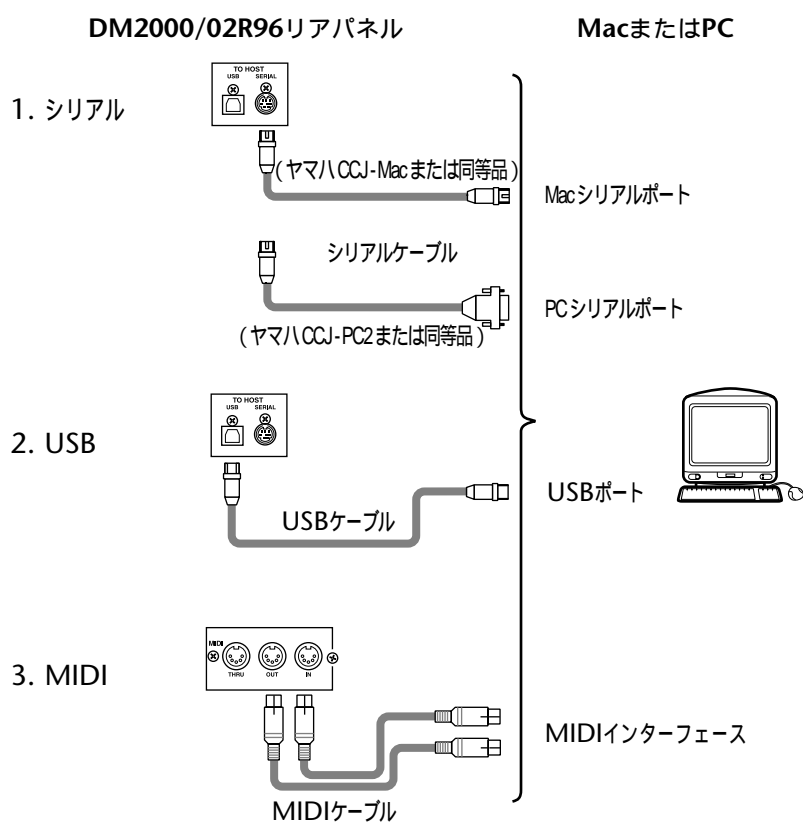 DM2000/02R96リアパネル
MacまたはPC
1. シリアル
TO HOST
USB SERIAL
(ヤマハCCJ-Macまたは同等品)
Macシリアルポート
シリアルケーブル
PCシリアルポート
(ヤマハCCJ-PC2または同等品)
2. USB
TO HOST
USB SERIAL
USBケーブル
USBポート
3. MIDI
MIDI
THRU OUT IN
MIDIインターフェース
MIDIケーブル